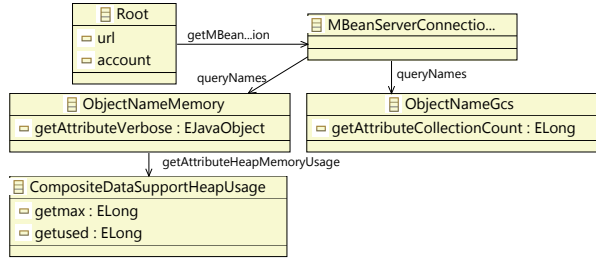 Root
url
account
getMBean...ion
MBeanServerConnectio...
queryNames
queryNames
ObjectNameMemory
getAttributeVerbose : EJavaObject
ObjectNameGcs
getAttributeCollectionCount : ELong
getAttributeHeapMemoryUsage
CompositeDataSupportHeapUsage
getmax : ELong
getused : ELong